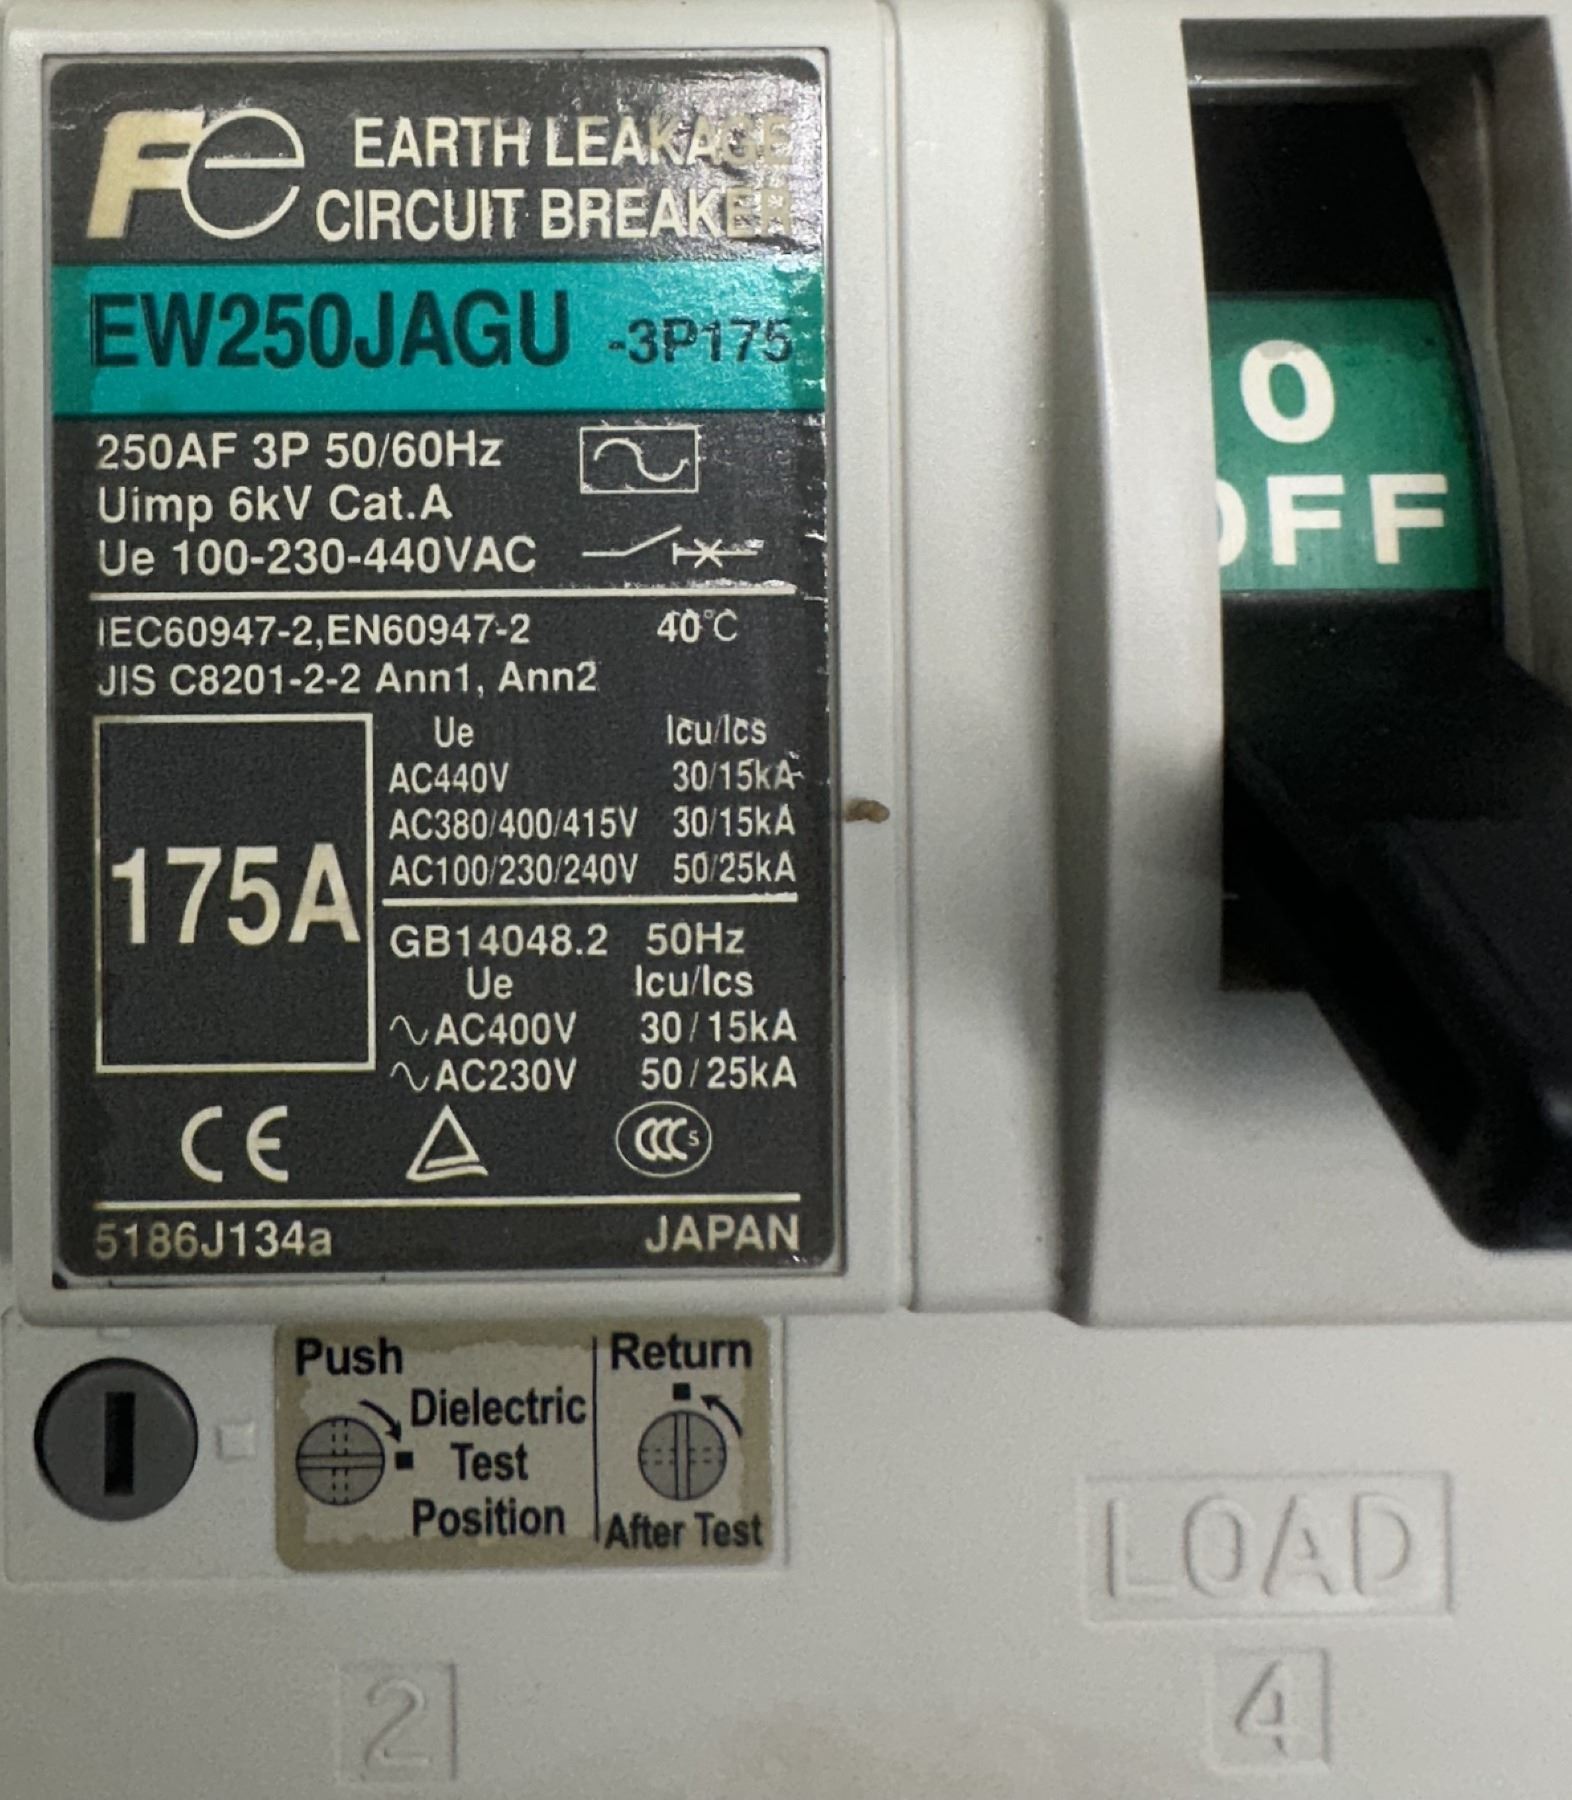 Fe EARTH LEAKAGE
CIRCUIT BREAKER
EW250JAGU -3P175
250AF 3P 50/60Hz
Uimp 6kV Cat.A
Ue 100-230-440VAC
IEC60947-2,EN60947-2 40℃
JIS C8201-2-2 Ann1, Ann2
175A
Ue Icu/Ics
AC440V 30/15kA
AC380/400/415V 30/15kA
AC100/230/240V 50/25kA
GB14048.2 50Hz
Ue Icu/Ics
∿AC400V 30/15kA
∿AC230V 50/25kA
CE CCC S
5186J134a JAPAN
O
OFF
Push
Dielectric
Test
Position
Return
After Test
LOAD
2 4